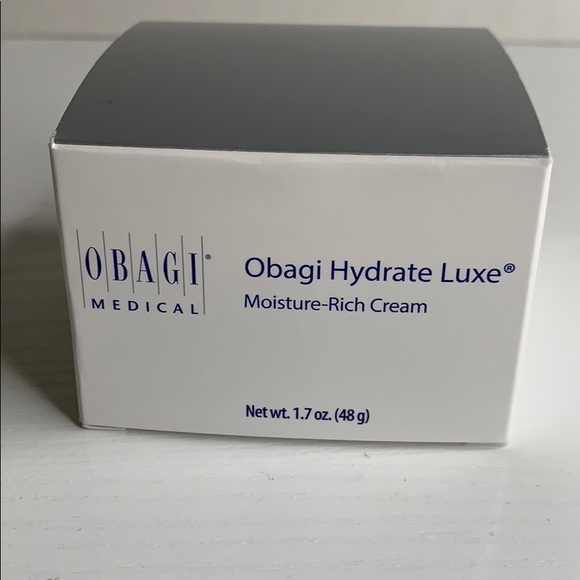 OBAGI®
MEDICAL
Obagi Hydrate Luxe®
Moisture-Rich Cream
Net wt. 1.7 oz. (48 g)